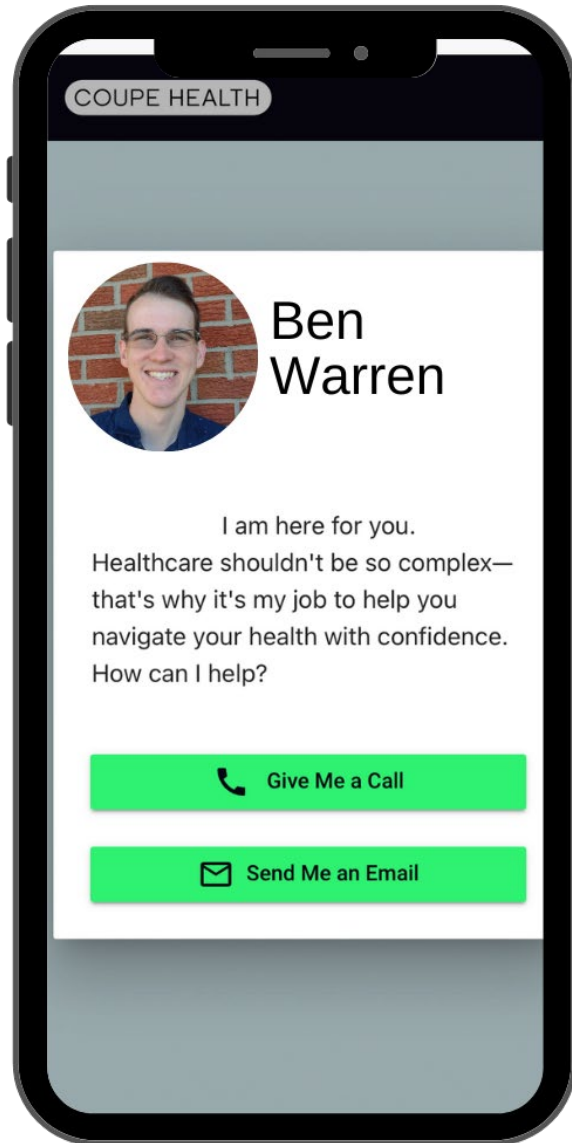 COUPE HEALTH
Ben
Warren
I am here for you.
Healthcare shouldn't be so complex—
that's why it's my job to help you
navigate your health with confidence.
How can I help?
Give Me a Call
Send Me an Email